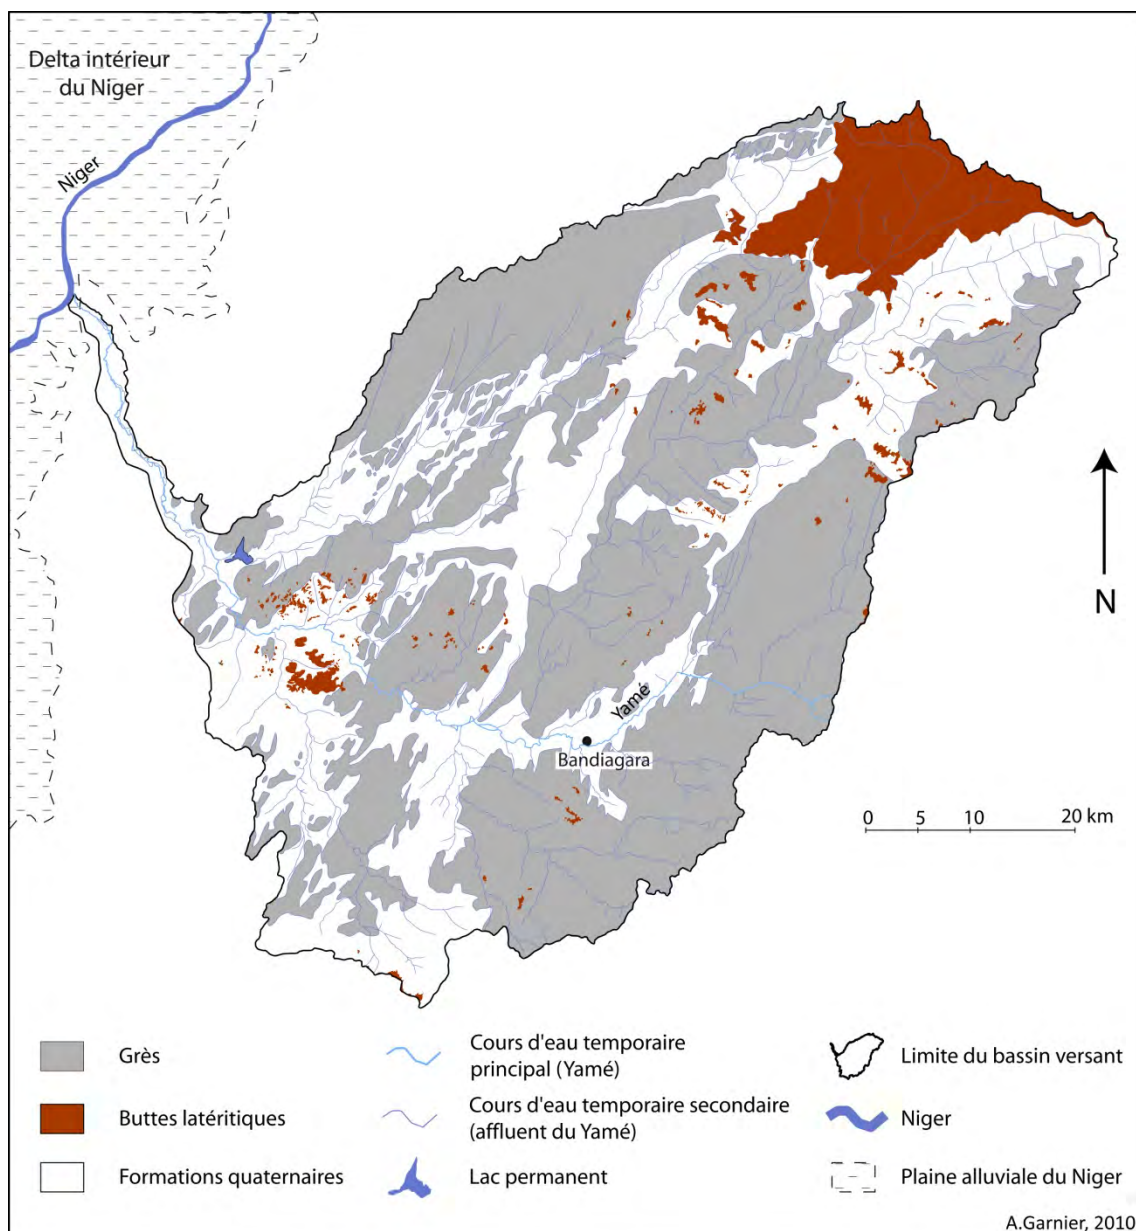 Delta intérieur
du Niger
Niger
Yamé
Bandiagara
N
0 5 10 20 km
Grès
Buttes latéritiques
Formations quaternaires
Cours d'eau temporaire
principal (Yamé)
Cours d'eau temporaire secondaire
(affluent du Yamé)
Lac permanent
Limite du bassin versant
Niger
Plaine alluviale du Niger
A.Garnier, 2010